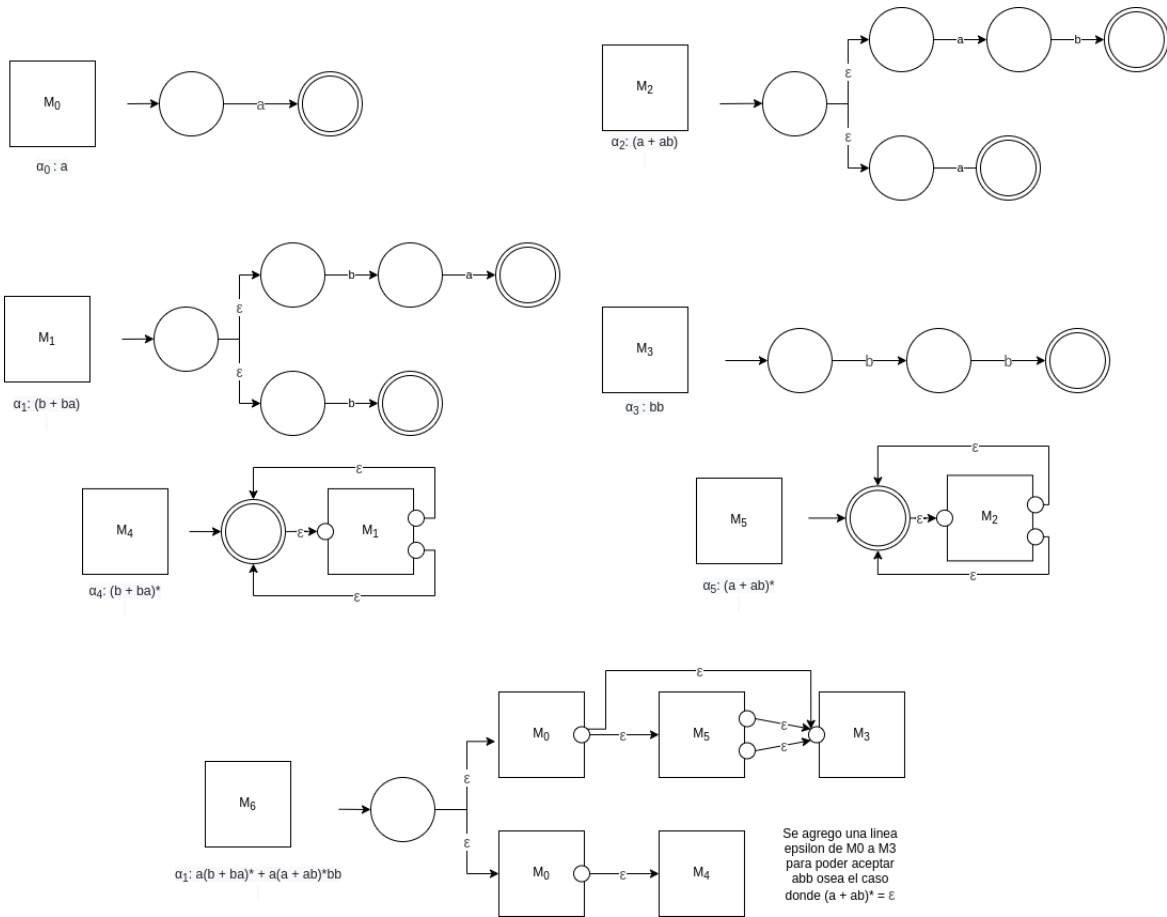 M0
α0 : a
a
M2
α2: (a + ab)
ε
ε
a
b
a
M1
α1: (b + ba)
ε
ε
b
a
b
M3
α3 : bb
b
b
M4
α4: (b + ba)*
ε
ε
M1
ε
M5
α5: (a + ab)*
ε
ε
M2
ε
M6
α1: a(b + ba)* + a(a + ab)*bb
ε
ε
ε
M0
ε
M5
ε
ε
M3
M0
ε
M4
Se agrego una linea
epsilon de M0 a M3
para poder aceptar
abb osea el caso
donde (a + ab)* = ε